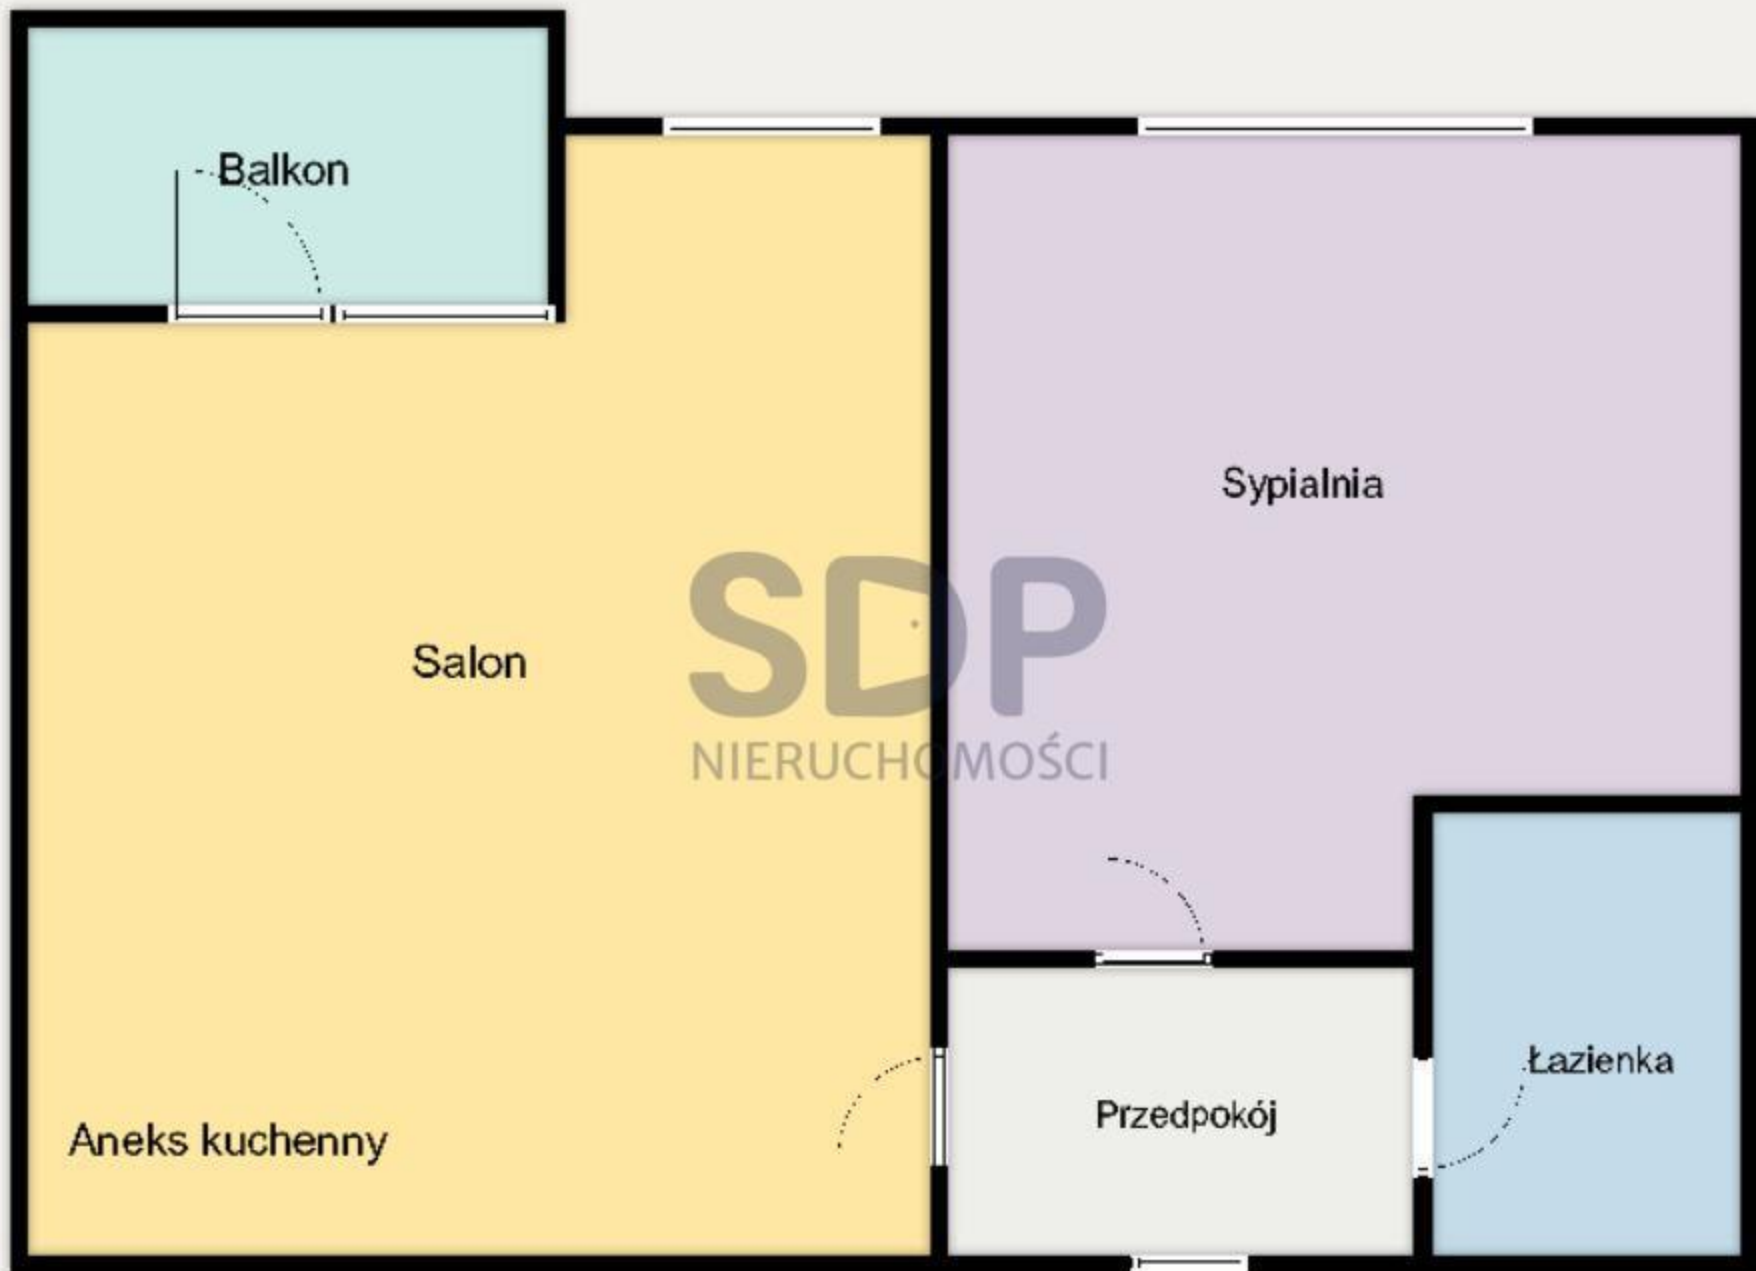 Balkon
Sypialnia
SDP
NIERUCHOMOŚCI
Salon
Łazienka
Przedpokój
Aneks kuchenny